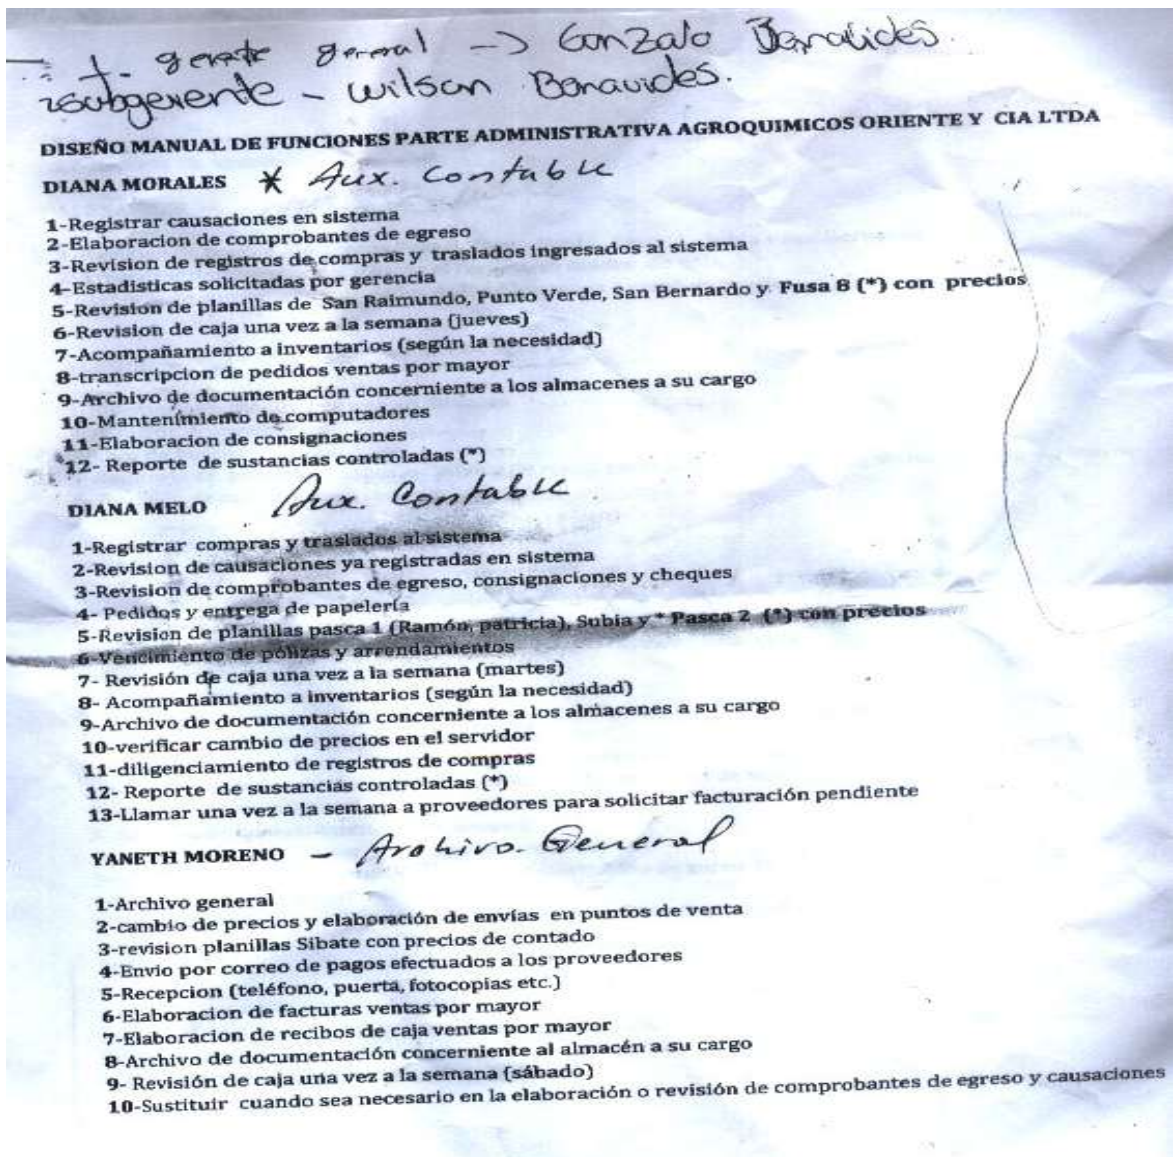 1- gerente general -> Gonzalo Benavides.
subgerente - wilson Benavides.
DISEÑO MANUAL DE FUNCIONES PARTE ADMINISTRATIVA AGROQUIMICOS ORIENTE Y CIA LTDA
DIANA MORALES * Aux. Contable
1-Registrar causaciones en sistema
2-Elaboracion de comprobantes de egreso
3-Revision de registros de compras y traslados ingresados al sistema
4-Estadisticas solicitadas por gerencia
5-Revision de planillas de San Raimundo, Punto Verde, San Bernardo y Fusa 8 (*) con precios
6-Revision de caja una vez a la semana (jueves)
7-Acompañamiento a inventarios (según la necesidad)
8-transcripcion de pedidos ventas por mayor
9-Archivo de documentación concerniente a los almacenes a su cargo
10-Mantenimiento de computadores
11-Elaboracion de consignaciones
12- Reporte de sustancias controladas (*)
DIANA MELO Aux. Contable
1-Registrar compras y traslados al sistema
2-Revision de causaciones ya registradas en sistema
3-Revision de comprobantes de egreso, consignaciones y cheques
4- Pedidos y entrega de papelería
5-Revision de planillas pasca 1 (Ramón, patricia), Subia y * Pasca 2 (*) con precios
6-Vencimiento de pólizas y arrendamientos
7- Revisión de caja una vez a la semana (martes)
8- Acompañamiento a inventarios (según la necesidad)
9-Archivo de documentación concerniente a los almacenes a su cargo
10-verificar cambio de precios en el servidor
11-diligenciamiento de registros de compras
12- Reporte de sustancias controladas (*)
13-Llamar una vez a la semana a proveedores para solicitar facturación pendiente
YANETH MORENO - Archivo. General
1-Archivo general
2-cambio de precios y elaboración de envías en puntos de venta
3-revision planillas Sibate con precios de contado
4-Envio por correo de pagos efectuados a los proveedores
5-Recepcion (teléfono, puerta, fotocopias etc.)
6-Elaboracion de facturas ventas por mayor
7-Elaboracion de recibos de caja ventas por mayor
8-Archivo de documentación concerniente al almacén a su cargo
9- Revisión de caja una vez a la semana (sábado)
10-Sustituir cuando sea necesario en la elaboración o revisión de comprobantes de egreso y causaciones